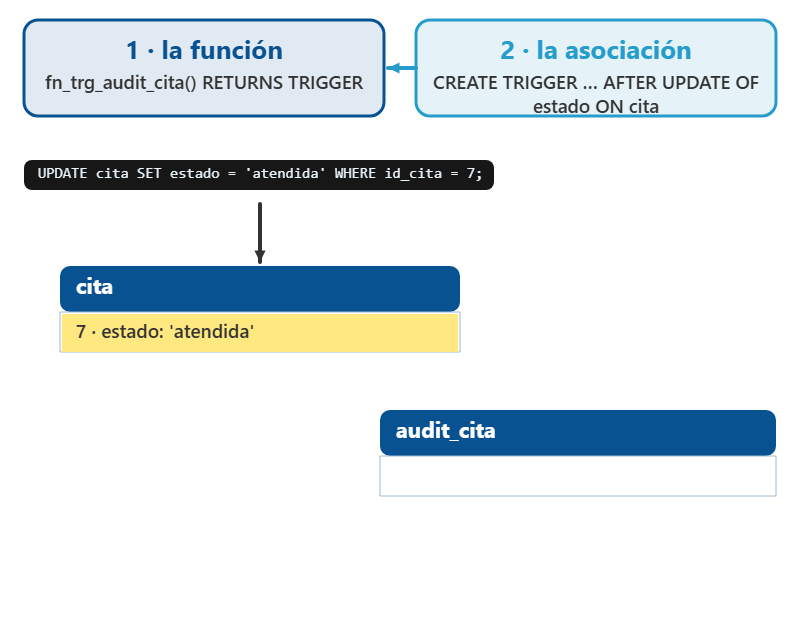 1 · la función
fn_trg_audit_cita() RETURNS TRIGGER
2 · la asociación
CREATE TRIGGER ... AFTER UPDATE OF
estado ON cita
UPDATE cita SET estado = 'atendida' WHERE id_cita = 7;
cita
7 · estado: 'atendida'
audit_cita